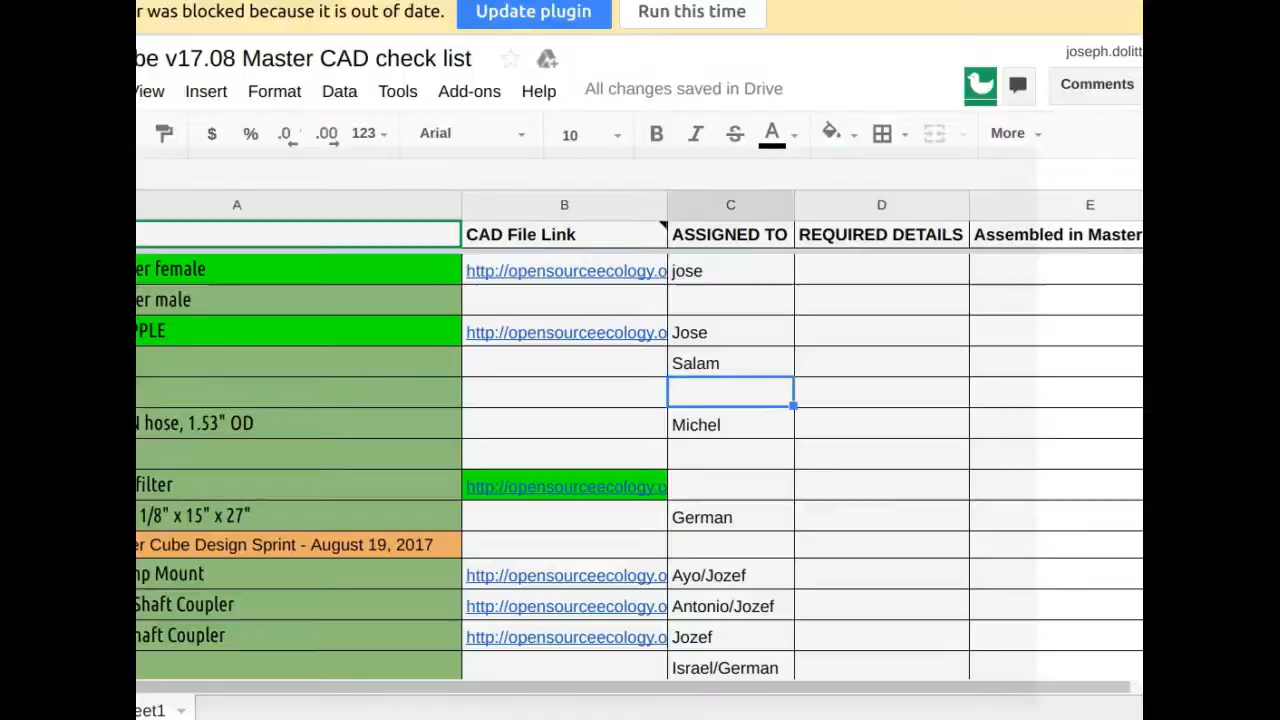 r was blocked because it is out of date. Update plugin Run this time
be v17.08 Master CAD check list
joseph.dolitt
View Insert Format Data Tools Add-ons Help All changes saved in Drive Comments
$ % .0 .00 123 Arial 10 B I S A More
A B C D E
CAD File Link ASSIGNED TO REQUIRED DETAILS Assembled in Master
er female http://opensourceecology.o jose
er male
PPLE http://opensourceecology.o Jose
Salam
N hose, 1.53" OD Michel
filter http://opensourceecology.o
1/8" x 15" x 27" German
er Cube Design Sprint - August 19, 2017
mp Mount http://opensourceecology.o Ayo/Jozef
Shaft Coupler http://opensourceecology.o Antonio/Jozef
haft Coupler http://opensourceecology.o Jozef
Israel/German
eet1